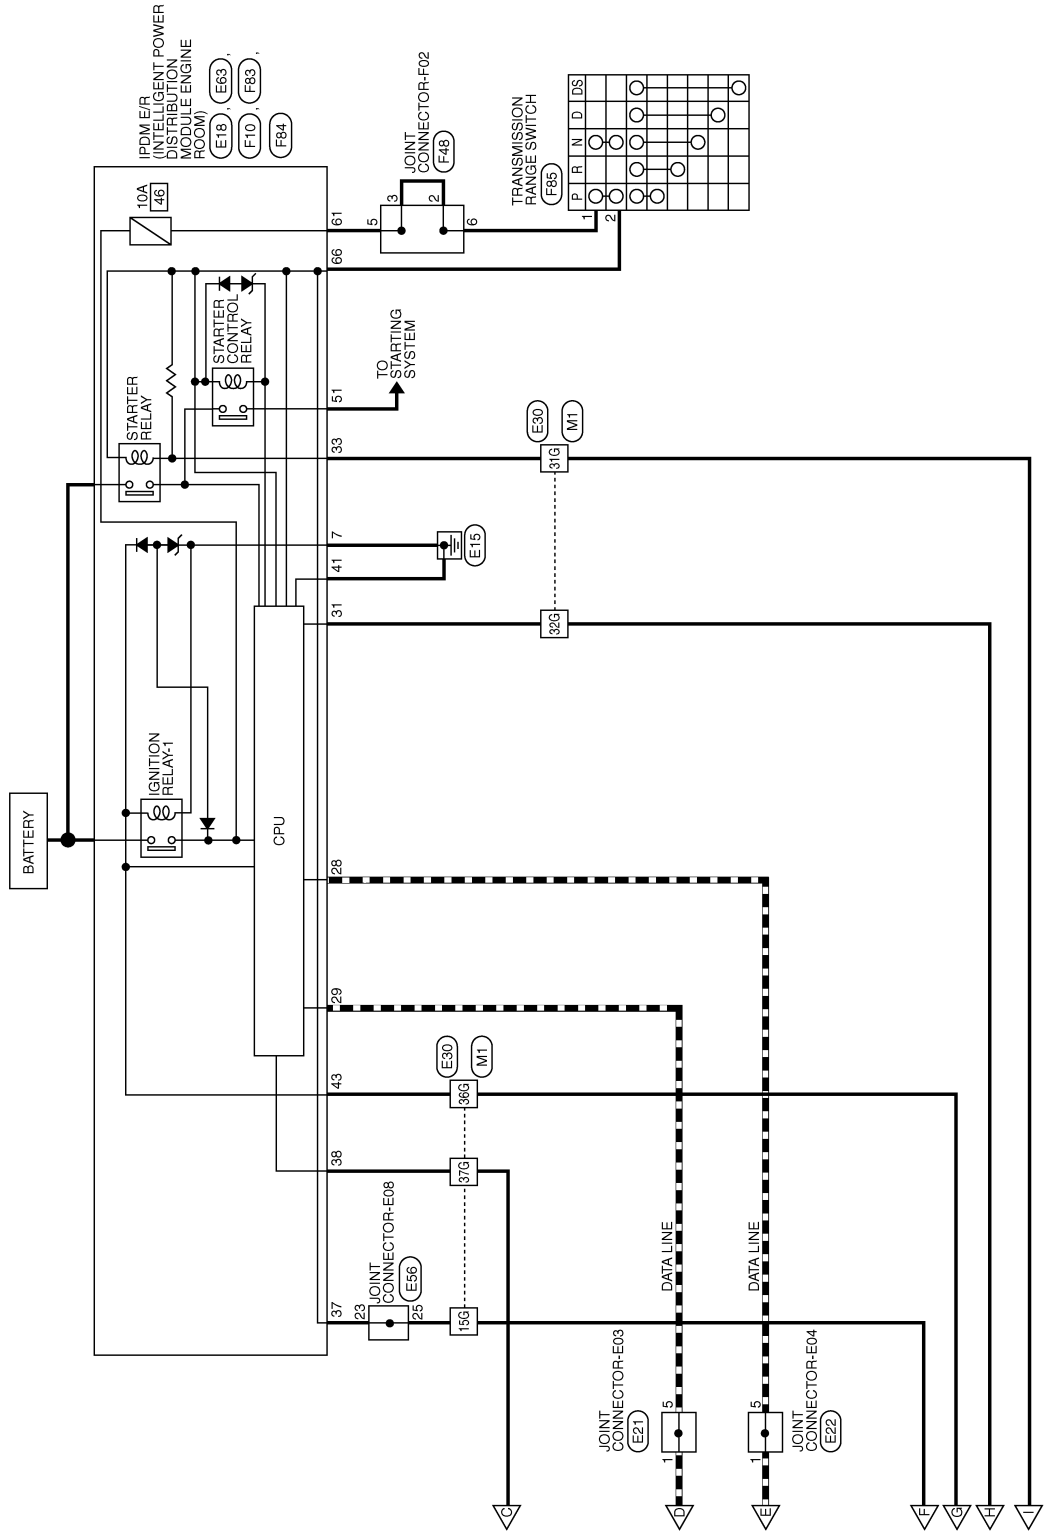 BATTERY
IPDM E/R
(INTELLIGENT POWER
DISTRIBUTION
MODULE ENGINE
ROOM)
E18 , E63 ,
F10 , F83 ,
F84
IGNITION
RELAY-1
STARTER
RELAY
STARTER
CONTROL
RELAY
10A
46
CPU
37
38
43
29
28
31
41
7
33
51
66
61
JOINT
CONNECTOR-E08
E56
23
25
15G
37G
36G
E30
M1
E15
TO
STARTING
SYSTEM
JOINT
CONNECTOR-F02
F48
5
3
2
6
32G
31G
E30
M1
TRANSMISSION
RANGE SWITCH
F85
1
2
P
R
N
D
DS
JOINT
CONNECTOR-E03
E21
1
5
DATA LINE
DATA LINE
JOINT
CONNECTOR-E04
E22
1
5
C
D
E
F
G
H
I